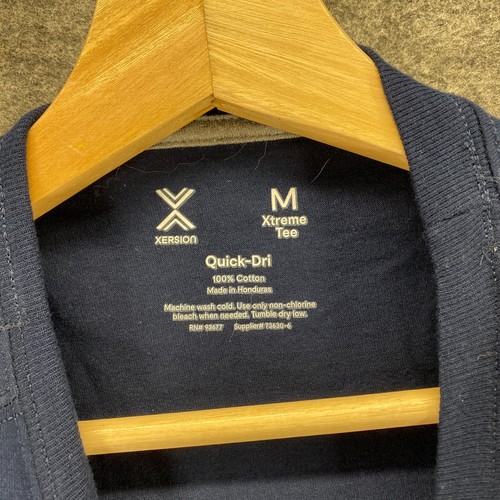 XERSION
M
Xtreme
Tee
Quick-Dri
100% Cotton
Made in Honduras
Machine wash cold. Use only non-chlorine
bleach when needed. Tumble dry low.
RN# 93677 Supplier# 73630-6